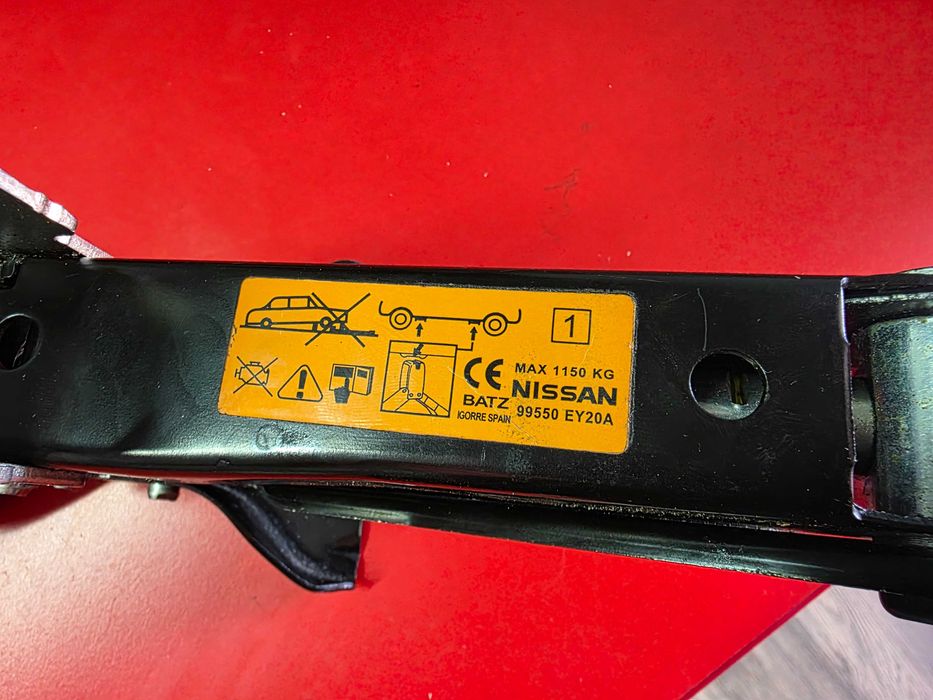 1
CE
MAX 1150 KG
BATZ
NISSAN
IGORRE SPAIN
99550 EY20A